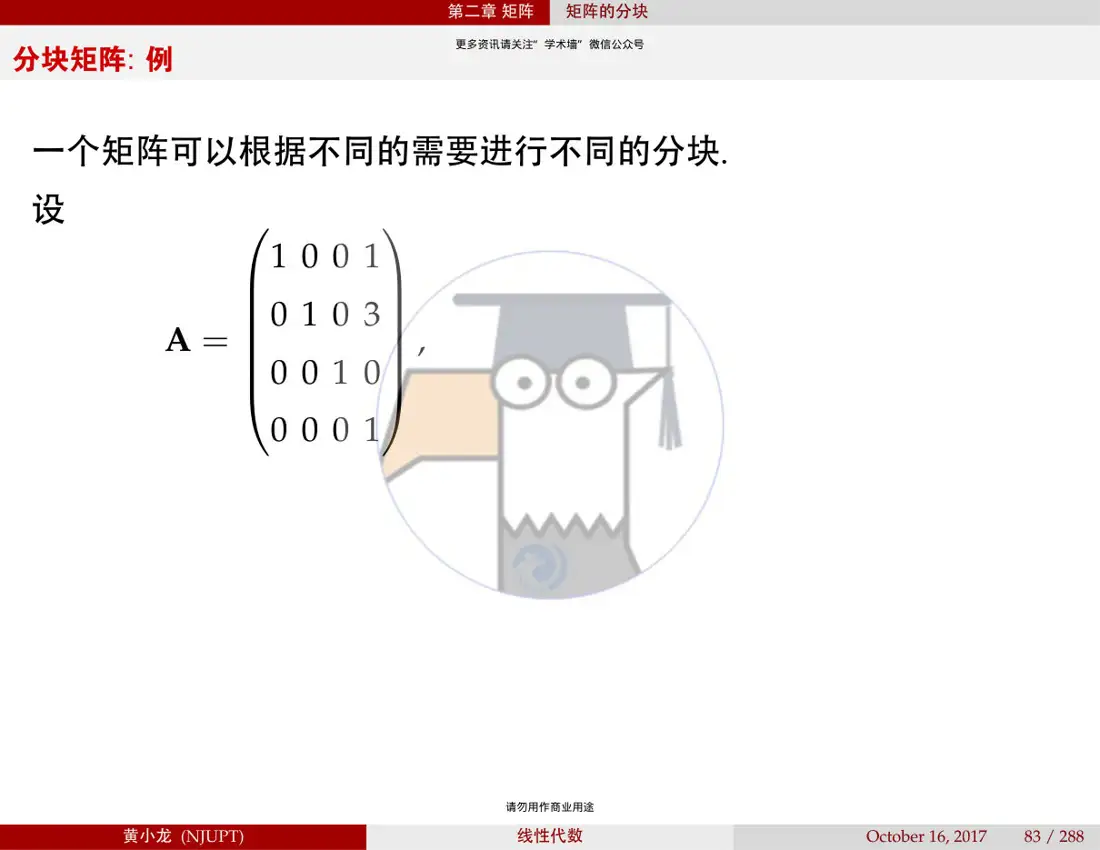 第二章 矩阵 矩阵的分块
更多资讯请关注“学术墙”微信公众号
分块矩阵: 例
一个矩阵可以根据不同的需要进行不同的分块.
设
1 0 0 1
0 1 0 3
A = ,
0 0 1 0
0 0 0 1
请勿用作商业用途
黄小龙 (NJUPT) 线性代数 October 16, 2017 83 / 288